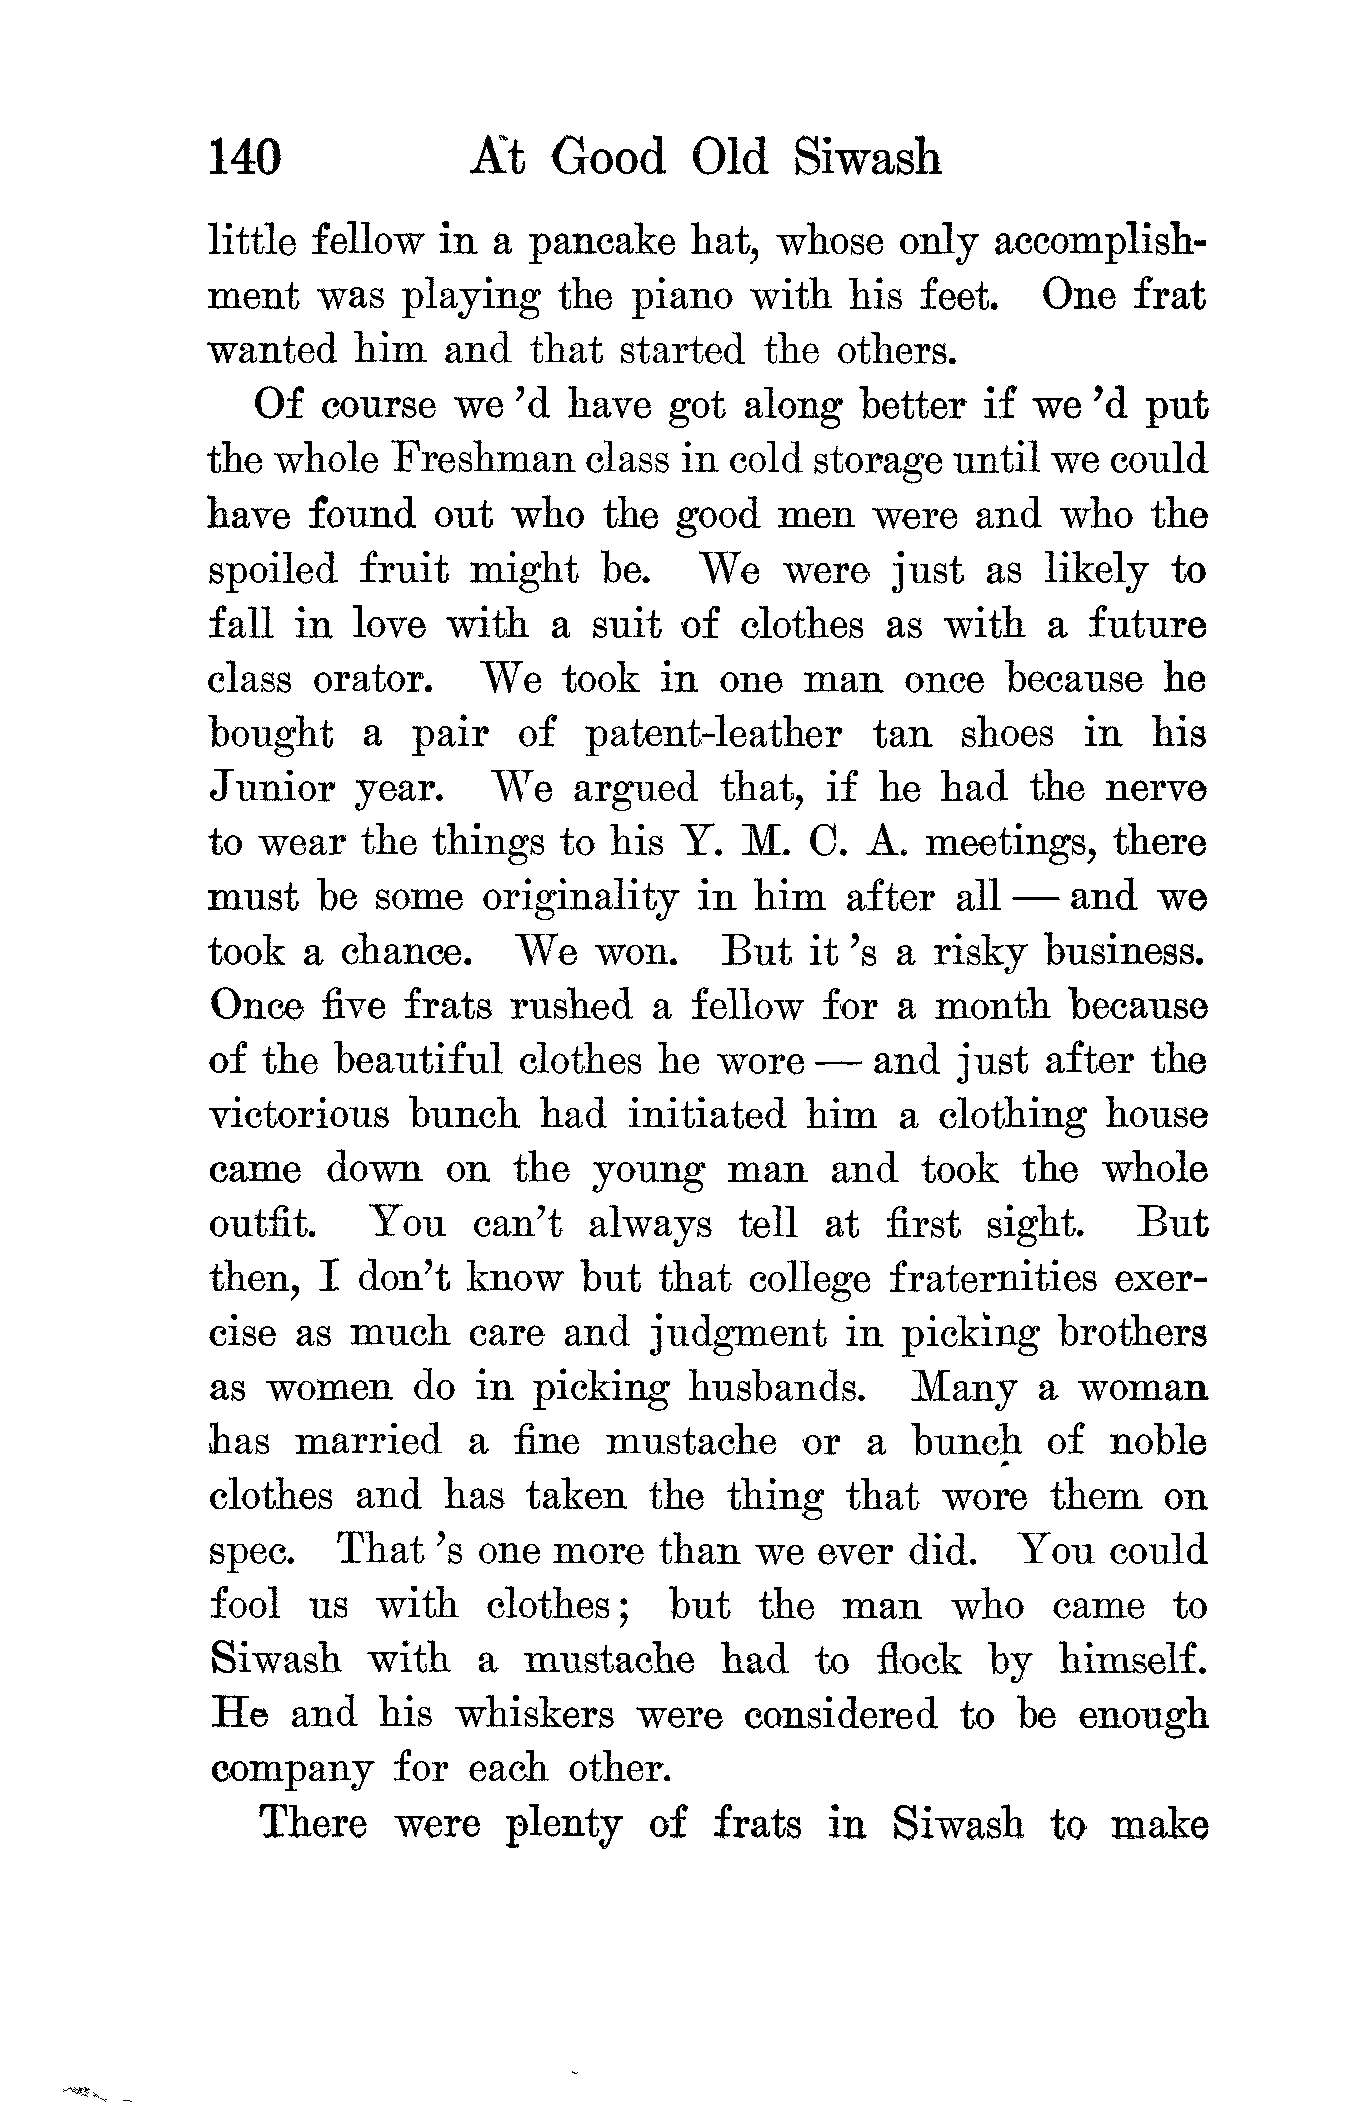 140 At Good Old Siwash
little fellow in a pancake hat, whose only accomplish-
ment was playing the piano with his feet. One frat
wanted him and that started the others.
Of course we 'd have got along better if we 'd put
the whole Freshman class in cold storage until we could
have found out who the good men were and who the
spoiled fruit might be. We were just as likely to
fall in love with a suit of clothes as with a future
class orator. We took in one man once because he
bought a pair of patent-leather tan shoes in his
Junior year. We argued that, if he had the nerve
to wear the things to his Y. M. C. A. meetings, there
must be some originality in him after all — and we
took a chance. We won. But it 's a risky business.
Once five frats rushed a fellow for a month because
of the beautiful clothes he wore — and just after the
victorious bunch had initiated him a clothing house
came down on the young man and took the whole
outfit. You can't always tell at first sight. But
then, I don't know but that college fraternities exer-
cise as much care and judgment in picking brothers
as women do in picking husbands. Many a woman
has married a fine mustache or a bunch of noble
clothes and has taken the thing that wore them on
spec. That 's one more than we ever did. You could
fool us with clothes; but the man who came to
Siwash with a mustache had to flock by himself.
He and his whiskers were considered to be enough
company for each other.
There were plenty of frats in Siwash to make